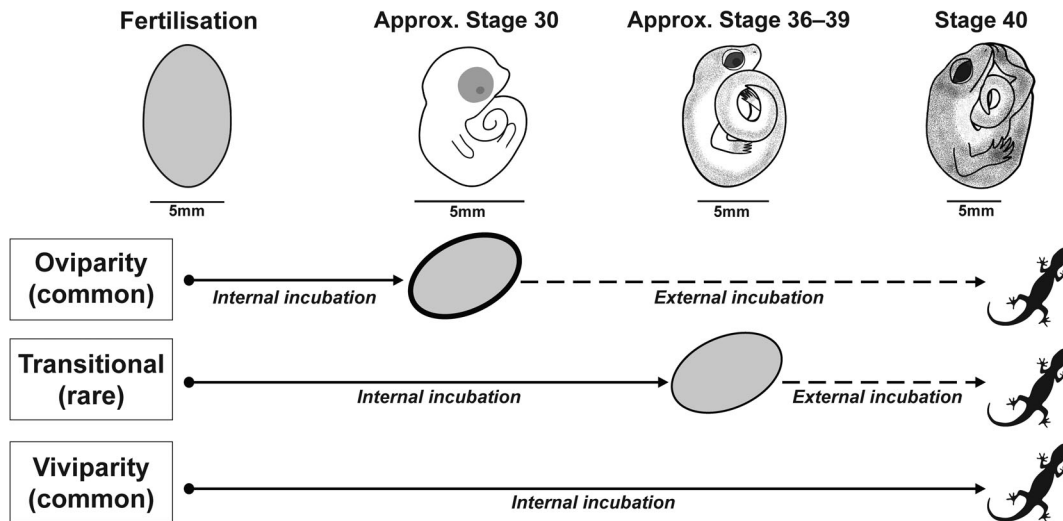 Fertilisation
Approx. Stage 30
Approx. Stage 36–39
Stage 40
5mm
5mm
5mm
5mm
Oviparity
(common)
Internal incubation
External incubation
Transitional
(rare)
Internal incubation
External incubation
Viviparity
(common)
Internal incubation